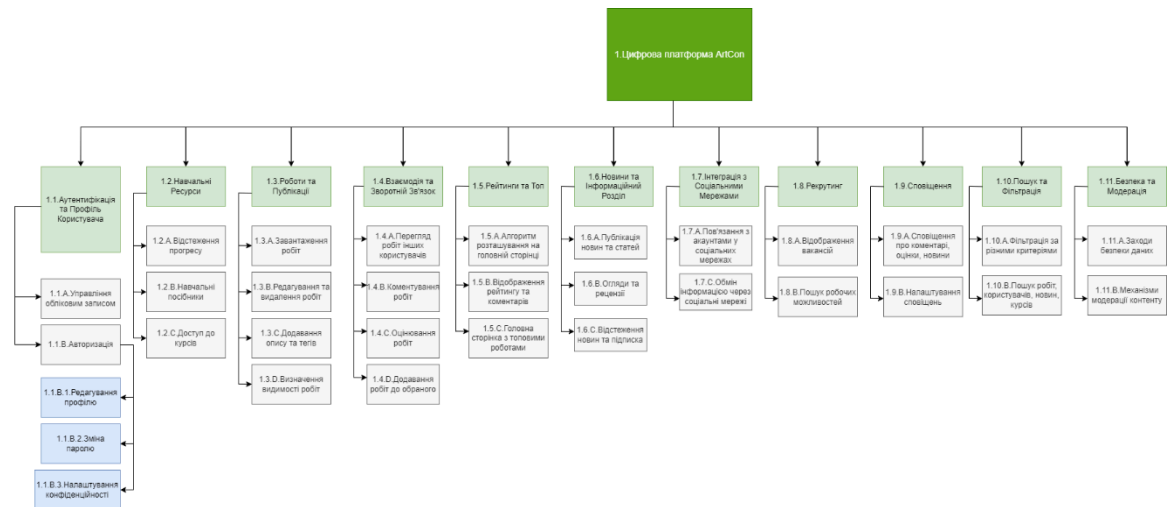 1.Цифрова платформа ArtCon
1.1.Аутентифікація
та Профіль
Користувача
1.2.Навчальні
Ресурси
1.3.Роботи та
Публікації
1.4.Взаємодія та
Зворотній Зв'язок
1.5.Рейтинги та Топ
1.6.Новини та
Інформаційний
Розділ
1.7.Інтеграція з
Соціальними
Мережами
1.8.Рекрутинг
1.9.Сповіщення
1.10.Пошук та
Фільтрація
1.11.Безпека та
Модерація
1.1.А.Управління
обліковим записом
1.1.В.Авторизація
1.1.В.1.Редагування
профілю
1.1.В.2.Зміна
паролю
1.1.В.3.Налаштування
конфіденційності
1.2.А.Відстеження
прогресу
1.2.В.Навчальні
посібники
1.2.С.Доступ до
курсів
1.3.А.Завантаження
робіт
1.3.В.Редагування та
видалення робіт
1.3.С.Додавання
опису та тегів
1.3.D.Визначення
видимості робіт
1.4.А.Перегляд
робіт інших
користувачів
1.4.В.Коментування
робіт
1.4.С.Оцінювання
робіт
1.4.D.Додавання
робіт до обраного
1.5.А.Алгоритм
розташування на
головній сторінці
1.5.В.Відображення
рейтингу та
коментарів
1.5.С.Головна
сторінка з топовими
роботами
1.6.А.Публікація
новин та статей
1.6.В.Огляди та
рецензії
1.6.С.Відстеження
новин та підписка
1.7.А.Пов'язання з
акаунтами у
соціальних
мережах
1.7.С.Обмін
інформацією через
соціальні мережі
1.8.А.Відображення
вакансій
1.8.В.Пошук робочих
можливостей
1.9.А.Сповіщення
про коментарі,
оцінки, новини
1.9.В.Налаштування
сповіщень
1.10.А.Фільтрація за
різними критеріями
1.10.В.Пошук робіт,
користувачів, новин,
курсів
1.11.А.Заходи
безпеки даних
1.11.В.Механізми
модерації контенту